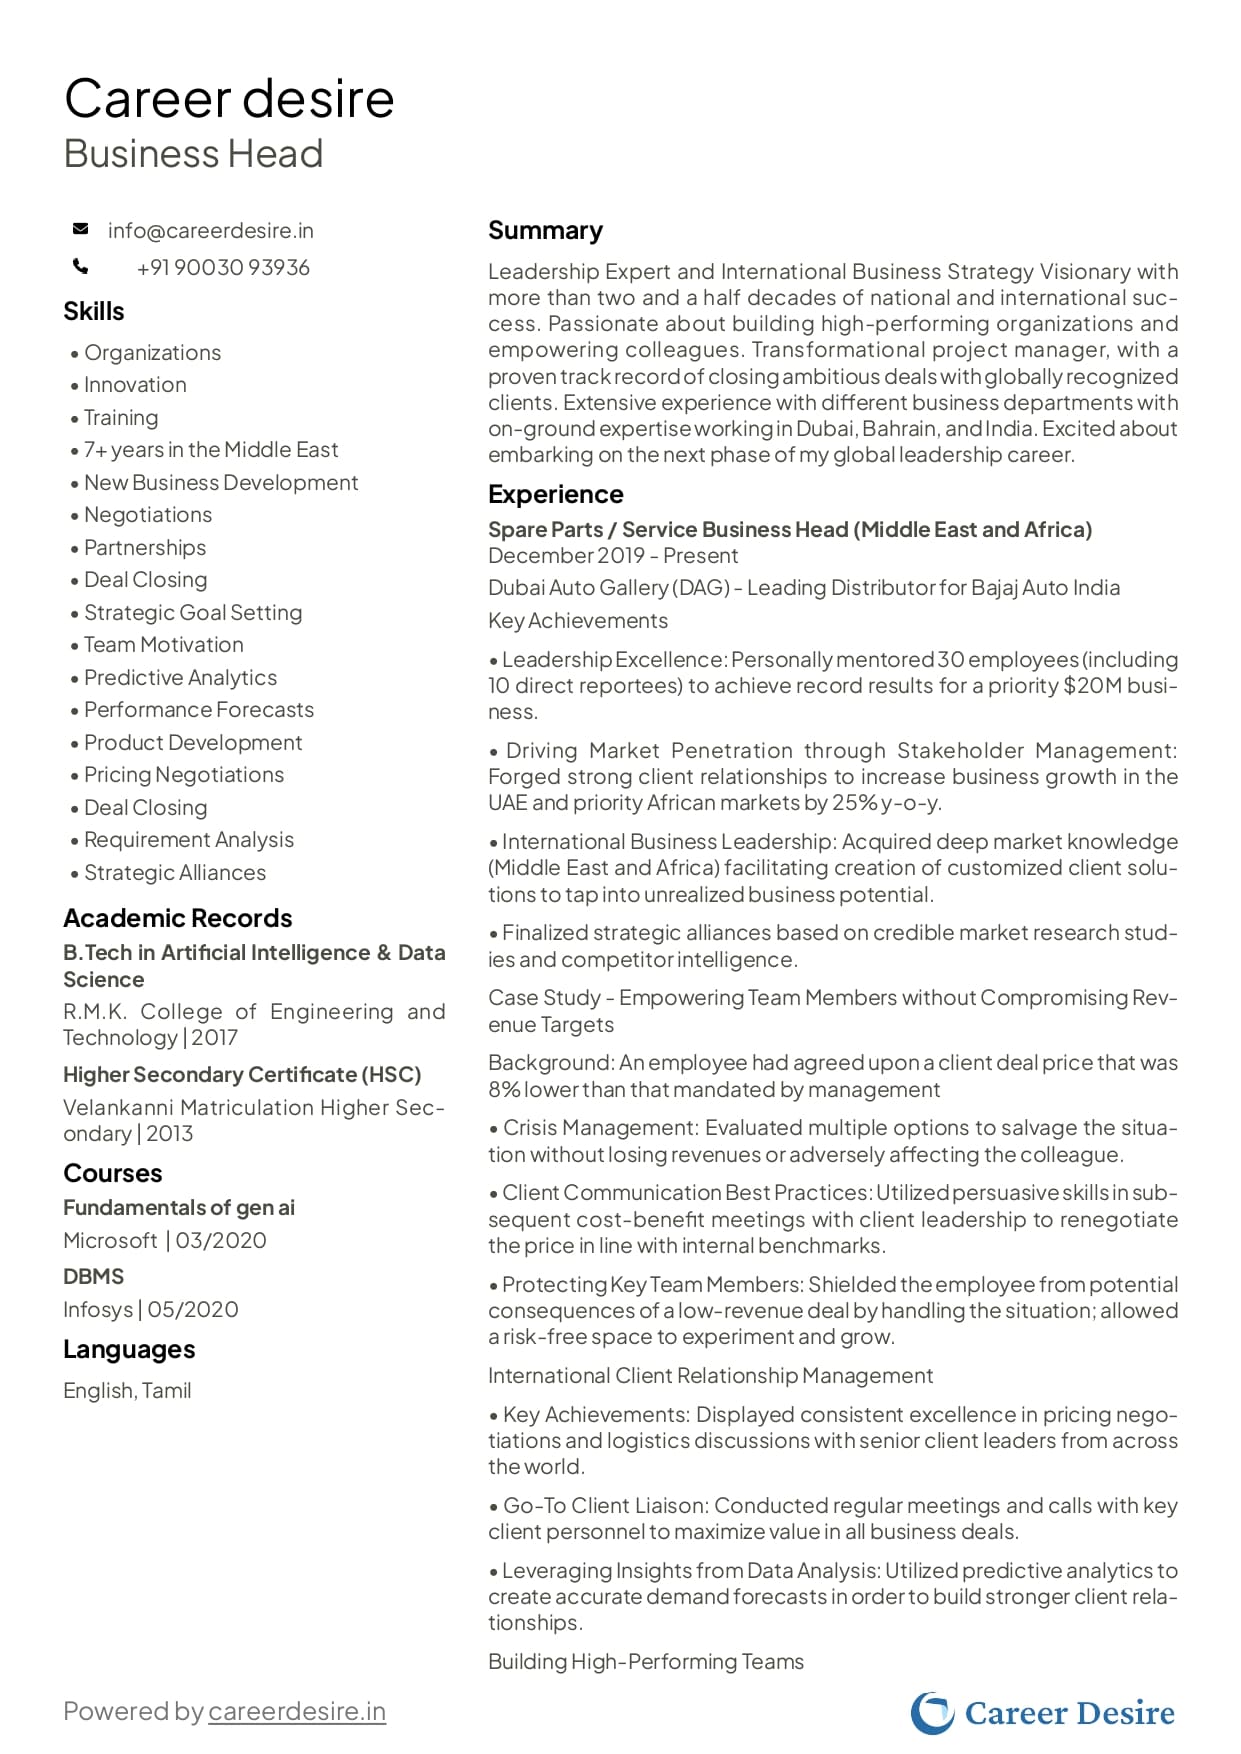 Career desire
Business Head
info@careerdesire.in
+91 90030 93936
Skills
• Organizations
• Innovation
• Training
• 7+ years in the Middle East
• New Business Development
• Negotiations
• Partnerships
• Deal Closing
• Strategic Goal Setting
• Team Motivation
• Predictive Analytics
• Performance Forecasts
• Product Development
• Pricing Negotiations
• Deal Closing
• Requirement Analysis
• Strategic Alliances
Academic Records
B.Tech in Artificial Intelligence & Data
Science
R.M.K. College of Engineering and
Technology | 2017
Higher Secondary Certificate (HSC)
Velankanni Matriculation Higher Sec-
ondary | 2013
Courses
Fundamentals of gen ai
Microsoft | 03/2020
DBMS
Infosys | 05/2020
Languages
English, Tamil
Summary
Leadership Expert and International Business Strategy Visionary with
more than two and a half decades of national and international suc-
cess. Passionate about building high-performing organizations and
empowering colleagues. Transformational project manager, with a
proven track record of closing ambitious deals with globally recognized
clients. Extensive experience with different business departments with
on-ground expertise working in Dubai, Bahrain, and India. Excited about
embarking on the next phase of my global leadership career.
Experience
Spare Parts / Service Business Head (Middle East and Africa)
December 2019 - Present
Dubai Auto Gallery (DAG) - Leading Distributor for Bajaj Auto India
Key Achievements
• Leadership Excellence: Personally mentored 30 employees (including
10 direct reportees) to achieve record results for a priority $20M busi-
ness.
• Driving Market Penetration through Stakeholder Management:
Forged strong client relationships to increase business growth in the
UAE and priority African markets by 25% y-o-y.
• International Business Leadership: Acquired deep market knowledge
(Middle East and Africa) facilitating creation of customized client solu-
tions to tap into unrealized business potential.
• Finalized strategic alliances based on credible market research stud-
ies and competitor intelligence.
Case Study - Empowering Team Members without Compromising Rev-
enue Targets
Background: An employee had agreed upon a client deal price that was
8% lower than that mandated by management
• Crisis Management: Evaluated multiple options to salvage the situa-
tion without losing revenues or adversely affecting the colleague.
• Client Communication Best Practices: Utilized persuasive skills in sub-
sequent cost-benefit meetings with client leadership to renegotiate
the price in line with internal benchmarks.
• Protecting Key Team Members: Shielded the employee from potential
consequences of a low-revenue deal by handling the situation; allowed
a risk-free space to experiment and grow.
International Client Relationship Management
• Key Achievements: Displayed consistent excellence in pricing nego-
tiations and logistics discussions with senior client leaders from across
the world.
• Go-To Client Liaison: Conducted regular meetings and calls with key
client personnel to maximize value in all business deals.
• Leveraging Insights from Data Analysis: Utilized predictive analytics to
create accurate demand forecasts in order to build stronger client rela-
tionships.
Building High-Performing Teams
Powered by careerdesire.in
Career Desire